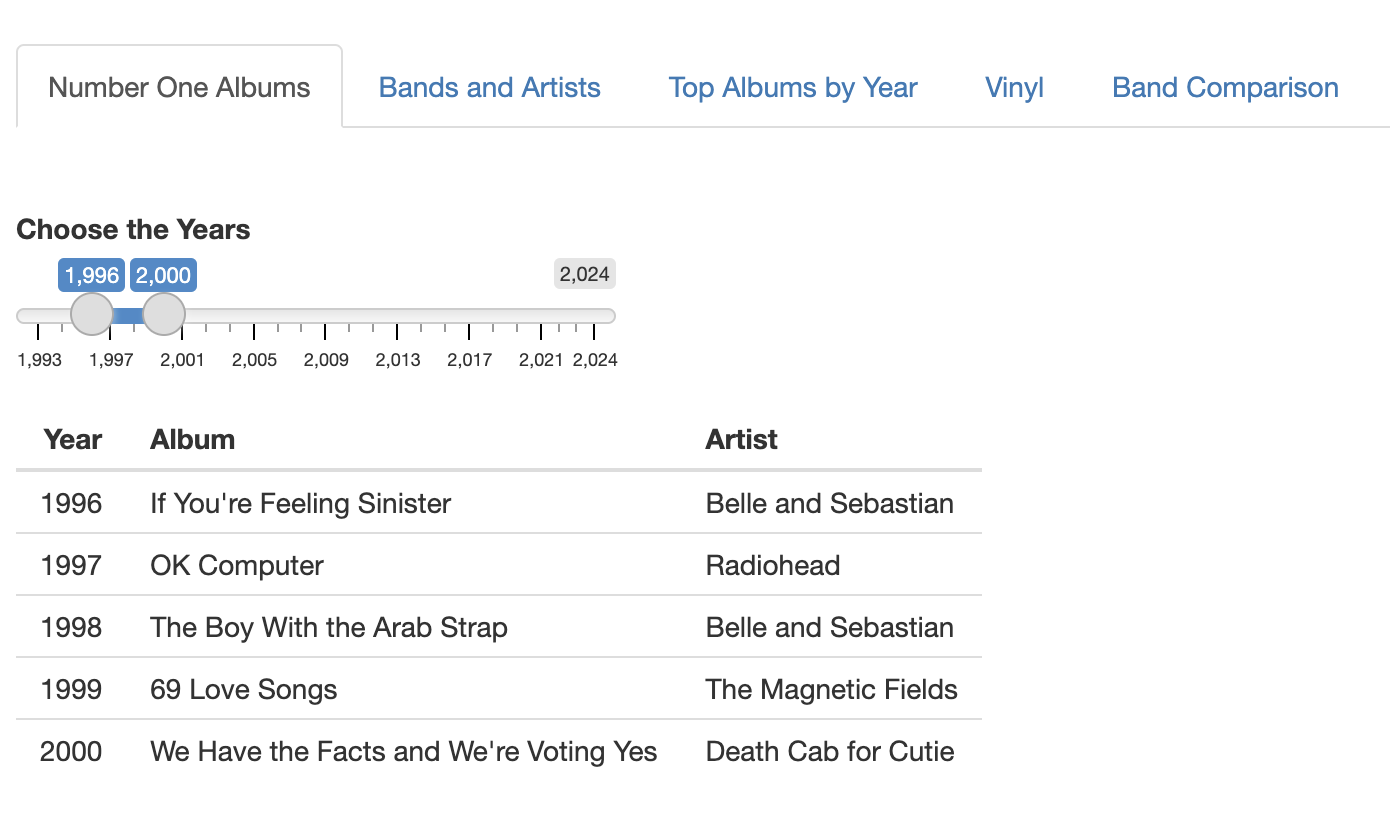 Number One Albums Bands and Artists Top Albums by Year Vinyl Band Comparison
Choose the Years
1,996 2,000 2,024
1,993 1,997 2,001 2,005 2,009 2,013 2,017 2,021 2,024
Year Album Artist
1996 If You're Feeling Sinister Belle and Sebastian
1997 OK Computer Radiohead
1998 The Boy With the Arab Strap Belle and Sebastian
1999 69 Love Songs The Magnetic Fields
2000 We Have the Facts and We're Voting Yes Death Cab for Cutie